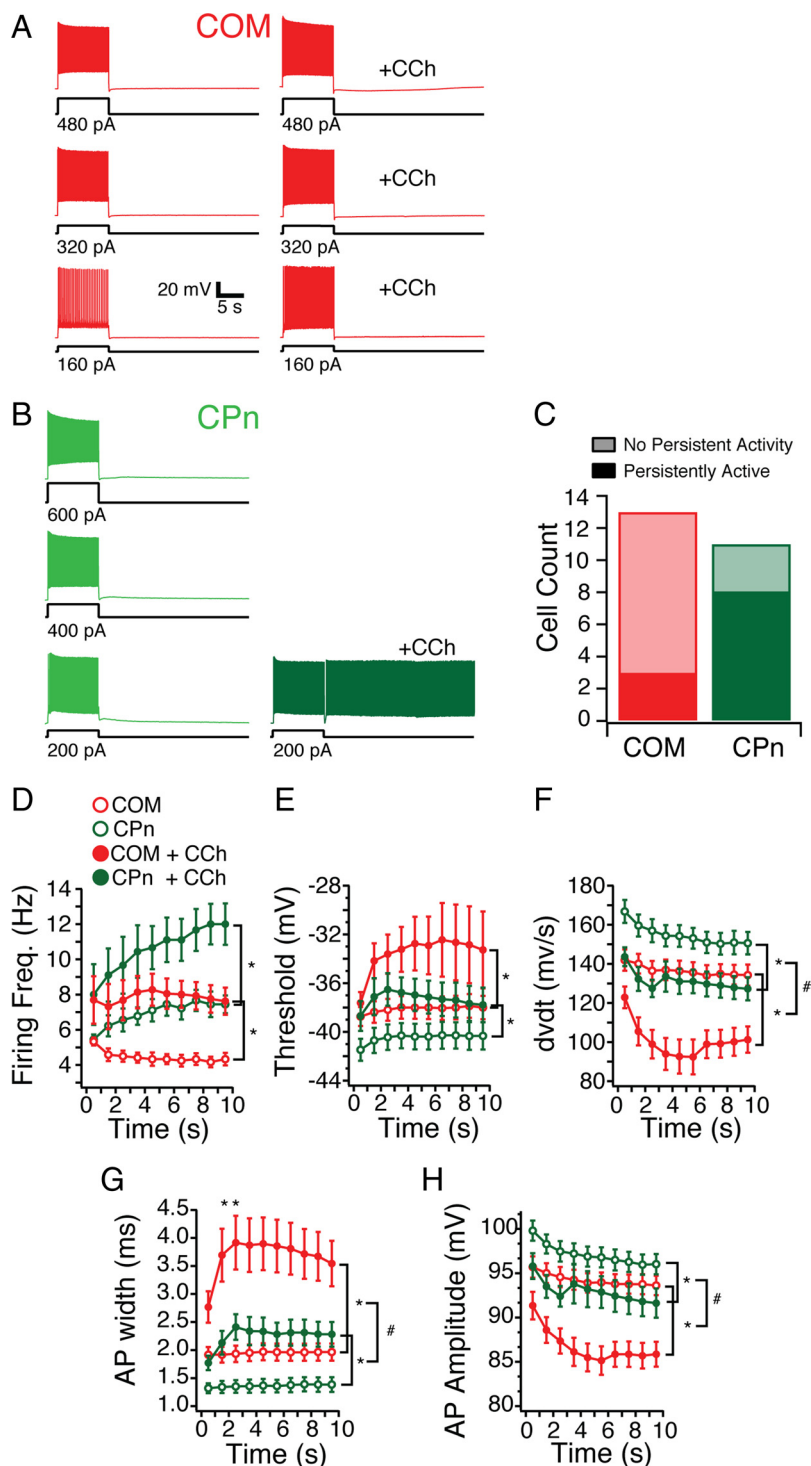 A
COM
+CCh
480 pA
480 pA
+CCh
320 pA
320 pA
20 mV
5 s
+CCh
160 pA
160 pA
B
CPn
600 pA
400 pA
+CCh
200 pA
200 pA
C
No Persistent Activity
Persistently Active
Cell Count
14
12
10
8
6
4
2
0
COM
CPn
D
COM
CPn
COM + CCh
CPn + CCh
Firing Freq. (Hz)
14
12
10
8
6
4
*
*
0 2 4 6 8 10
Time (s)
E
Threshold (mV)
-28
-32
-36
-40
-44
*
*
0 2 4 6 8 10
Time (s)
F
dvdt (mv/s)
180
160
140
120
100
80
*
*
#
0 2 4 6 8 10
Time (s)
G
AP width (ms)
4.5
4.0
3.5
3.0
2.5
2.0
1.5
1.0
**
*
*
#
0 2 4 6 8 10
Time (s)
H
AP Amplitude (mV)
100
95
90
85
80
*
*
#
0 2 4 6 8 10
Time (s)